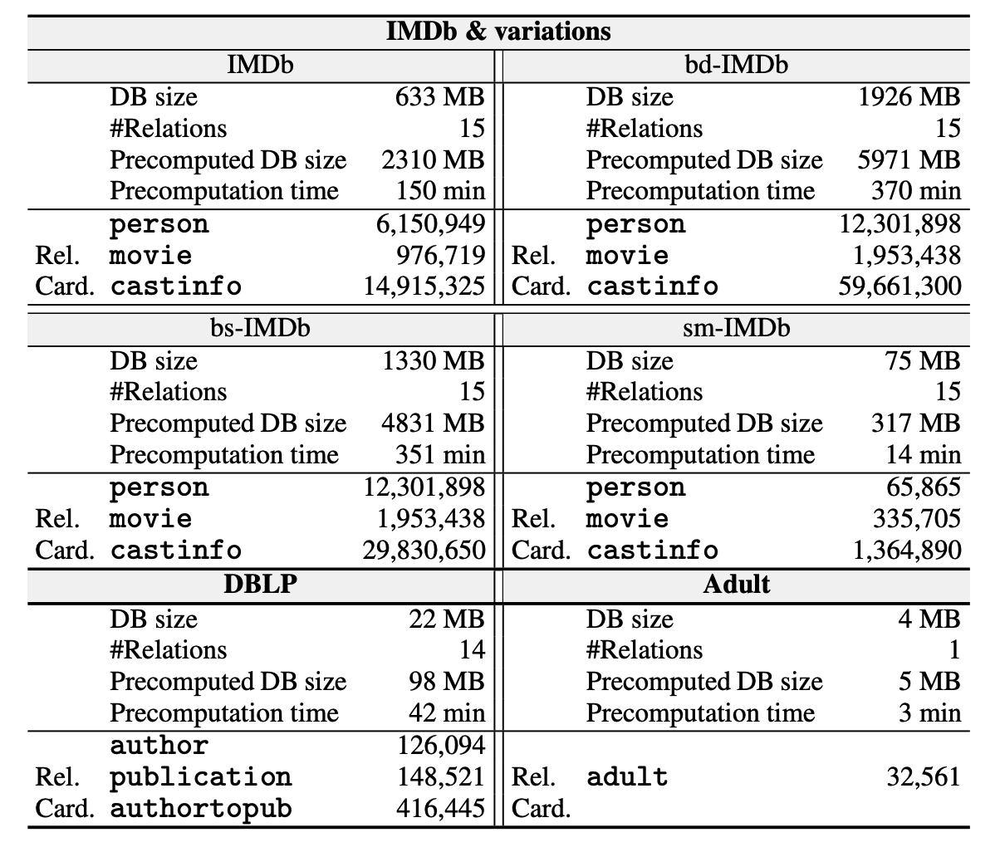 IMDb & variations
IMDb
DB size 633 MB
#Relations 15
Precomputed DB size 2310 MB
Precomputation time 150 min
person 6,150,949
Rel. movie 976,719
Card. castinfo 14,915,325
bd-IMDb
DB size 1926 MB
#Relations 15
Precomputed DB size 5971 MB
Precomputation time 370 min
person 12,301,898
Rel. movie 1,953,438
Card. castinfo 59,661,300
bs-IMDb
DB size 1330 MB
#Relations 15
Precomputed DB size 4831 MB
Precomputation time 351 min
person 12,301,898
Rel. movie 1,953,438
Card. castinfo 29,830,650
sm-IMDb
DB size 75 MB
#Relations 15
Precomputed DB size 317 MB
Precomputation time 14 min
person 65,865
Rel. movie 335,705
Card. castinfo 1,364,890
DBLP
DB size 22 MB
#Relations 14
Precomputed DB size 98 MB
Precomputation time 42 min
author 126,094
Rel. publication 148,521
Card. authortopub 416,445
Adult
DB size 4 MB
#Relations 1
Precomputed DB size 5 MB
Precomputation time 3 min
Rel. adult 32,561
Card.